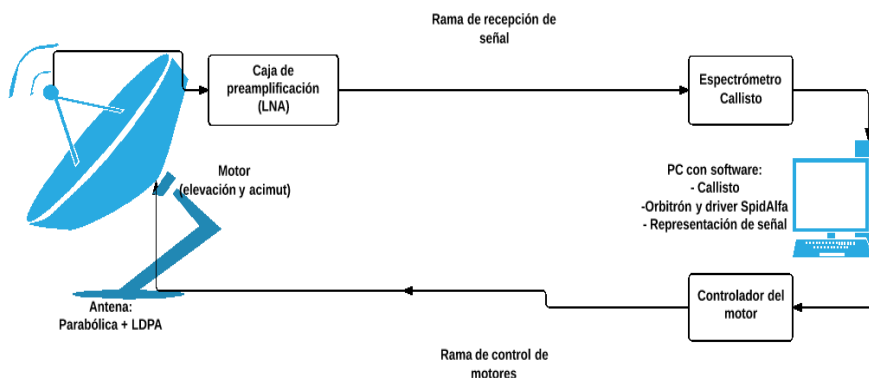 Rama de recepción de
señal
Caja de
preamplificación
(LNA)
Espectrómetro
Callisto
Motor
(elevación y acimut)
PC con software:
- Callisto
-Orbitrón y driver SpidAlfa
- Representación de señal
Antena:
Parabólica + LDPA
Controlador del
motor
Rama de control de
motores